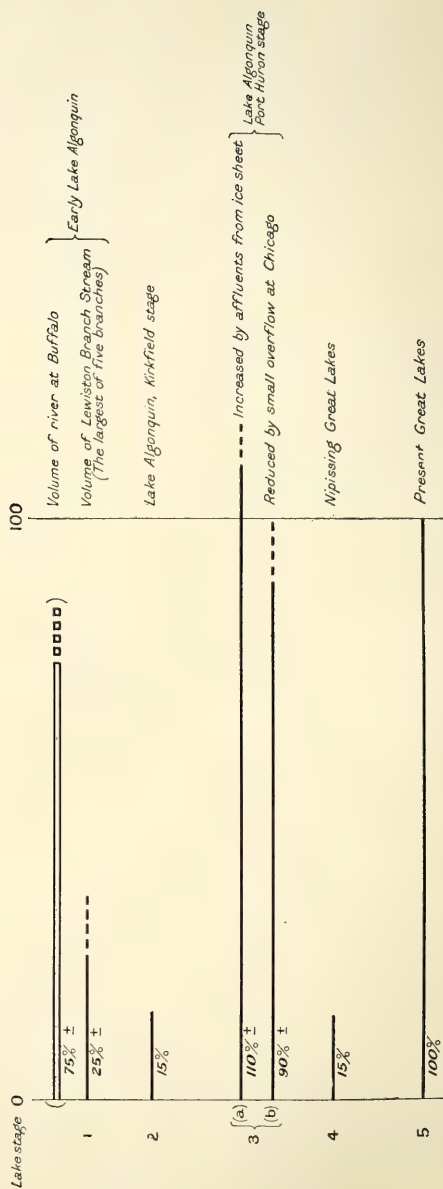 Lake stage 0 100
( ) Volume of river at Buffalo
75% ±
1 Volume of Lewiston Branch Stream
(The largest of five branches)
25% ±
Early Lake Algonquin
2 Lake Algonquin, Kirkfield stage
15%
3
(a) Increased by affluents from ice sheet
110% ±
(b) Reduced by small overflow at Chicago
90% ±
Lake Algonquin
Port Huron stage
4 Nipissing Great Lakes
15%
5 Present Great Lakes
100%